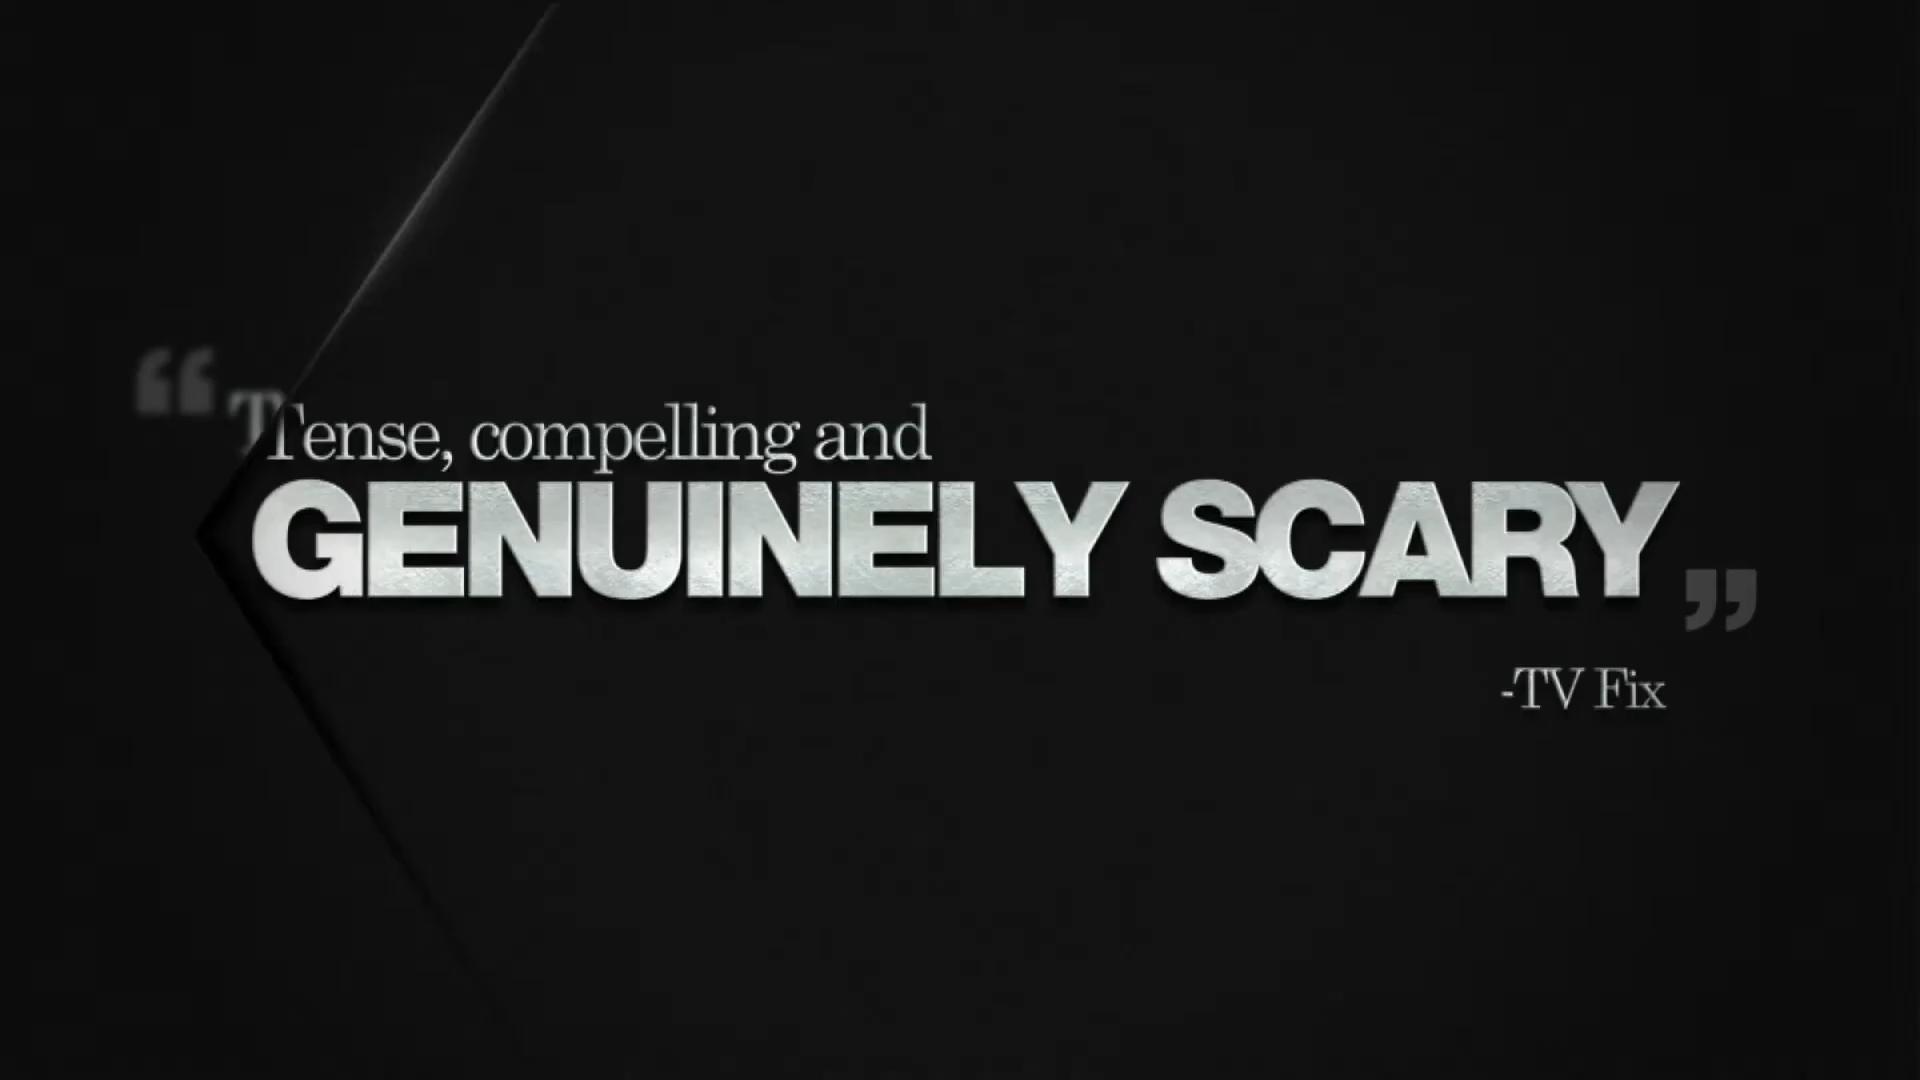 “Tense, compelling and
GENUINELY SCARY”
-TV Fix